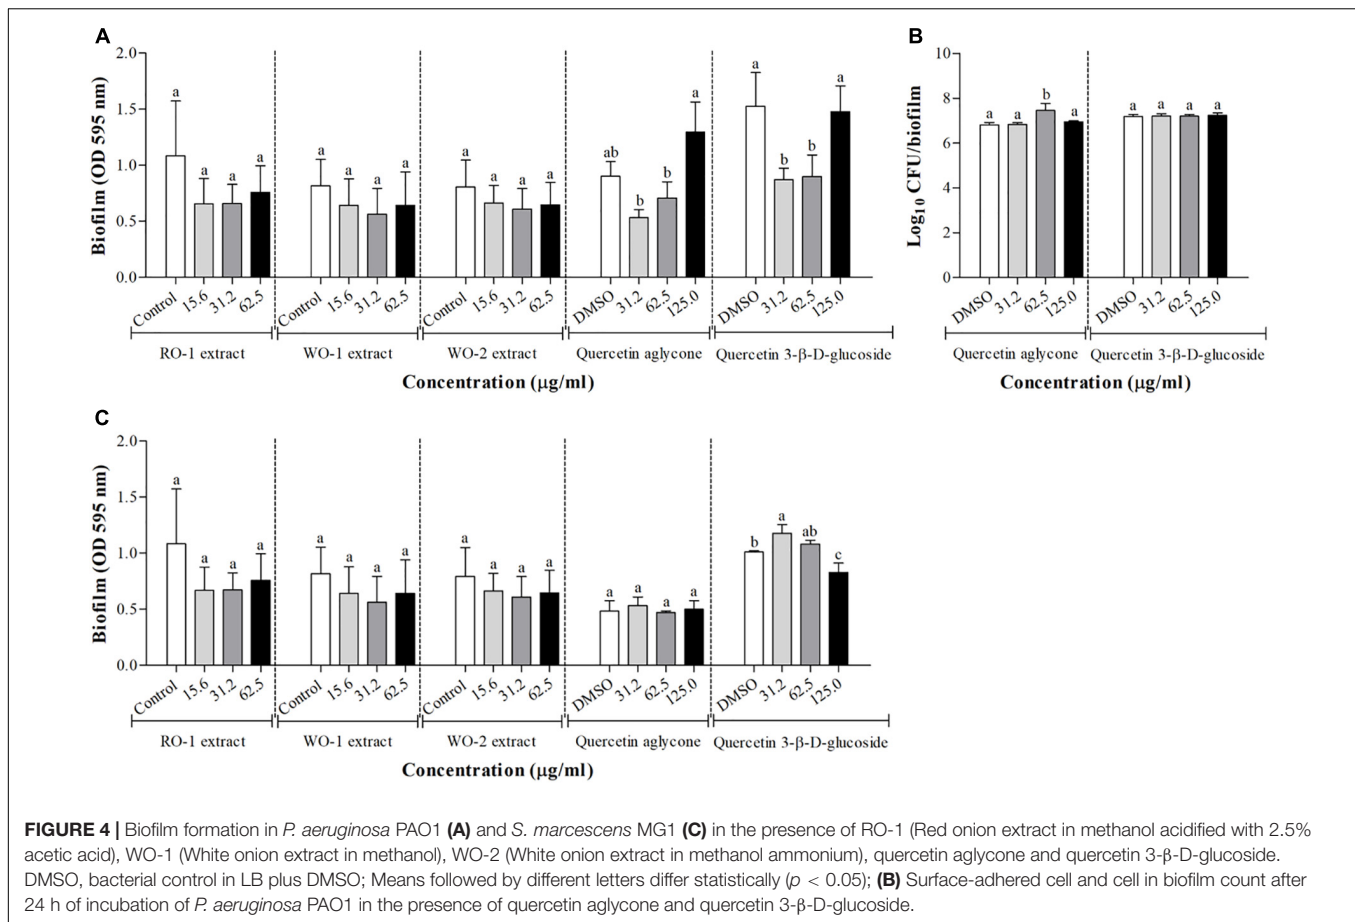 A
2.0
1.5
1.0
0.5
0.0
Biofilm (OD 595 nm)
a a a a
a a a a
a a a a
ab b b a
a b b a
Control 15.6 31.2 62.5
Control 15.6 31.2 62.5
Control 15.6 31.2 62.5
DMSO 31.2 62.5 125.0
DMSO 31.2 62.5 125.0
RO-1 extract WO-1 extract WO-2 extract Quercetin aglycone Quercetin 3-β-D-glucoside
Concentration (μg/ml)
B
10
8
6
4
2
0
Log10 CFU/biofilm
a a b a
a a a a
DMSO 31.2 62.5 125.0
DMSO 31.2 62.5 125.0
Quercetin aglycone Quercetin 3-β-D-glucoside
Concentration (μg/ml)
C
2.0
1.5
1.0
0.5
0.0
Biofilm (OD 595 nm)
a a a a
a a a a
a a a a
a a a a
b a ab c
Control 15.6 31.2 62.5
Control 15.6 31.2 62.5
Control 15.6 31.2 62.5
DMSO 31.2 62.5 125.0
DMSO 31.2 62.5 125.0
RO-1 extract WO-1 extract WO-2 extract Quercetin aglycone Quercetin 3-β-D-glucoside
Concentration (μg/ml)
FIGURE 4 | Biofilm formation in P. aeruginosa PAO1 (A) and S. marcescens MG1 (C) in the presence of RO-1 (Red onion extract in methanol acidified with 2.5%
acetic acid), WO-1 (White onion extract in methanol), WO-2 (White onion extract in methanol ammonium), quercetin aglycone and quercetin 3-β-D-glucoside.
DMSO, bacterial control in LB plus DMSO; Means followed by different letters differ statistically (p < 0.05); (B) Surface-adhered cell and cell in biofilm count after
24 h of incubation of P. aeruginosa PAO1 in the presence of quercetin aglycone and quercetin 3-β-D-glucoside.